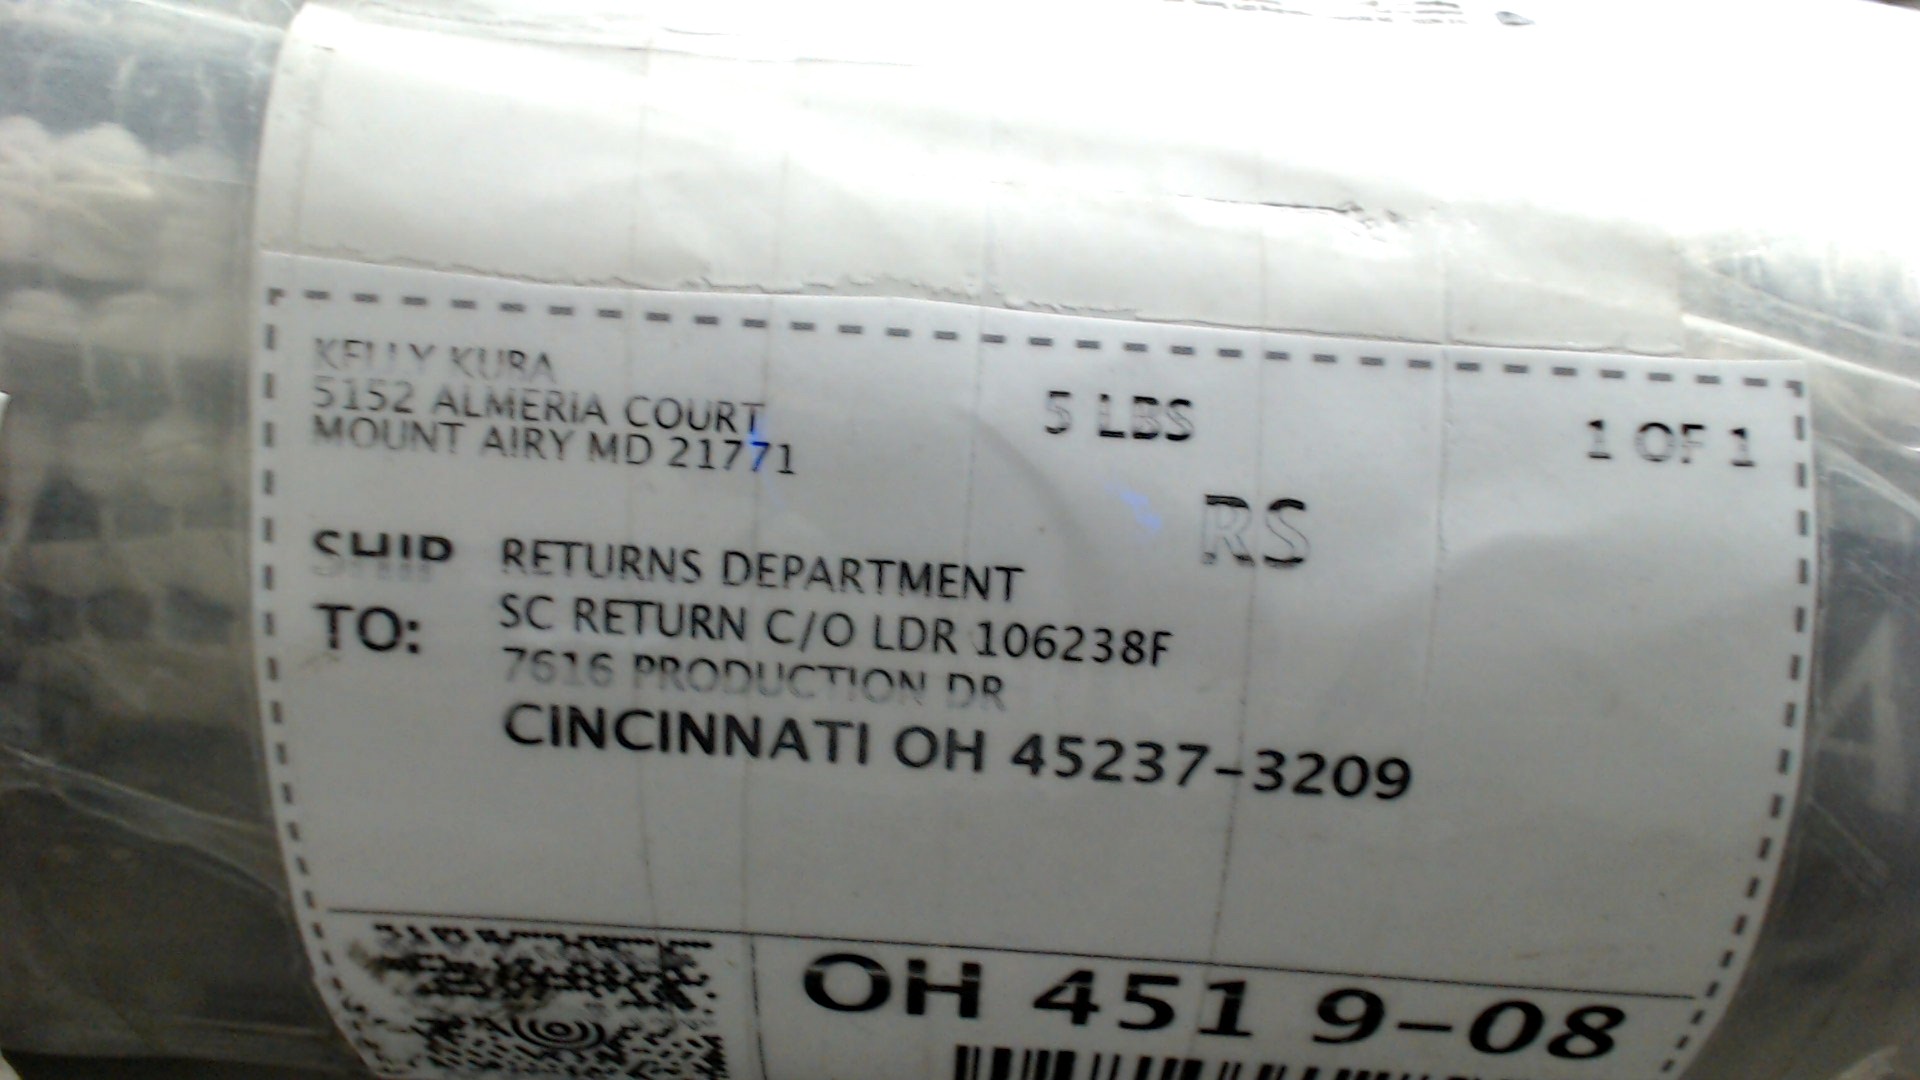 KELLY KUBA
5152 ALMERIA COURT
MOUNT AIRY MD 21771
5 LBS
1 OF 1
RS
SHIP TO:
RETURNS DEPARTMENT
SC RETURN C/O LDR 106238F
7616 PRODUCTION DR
CINCINNATI OH 45237-3209
OH 451 9-08